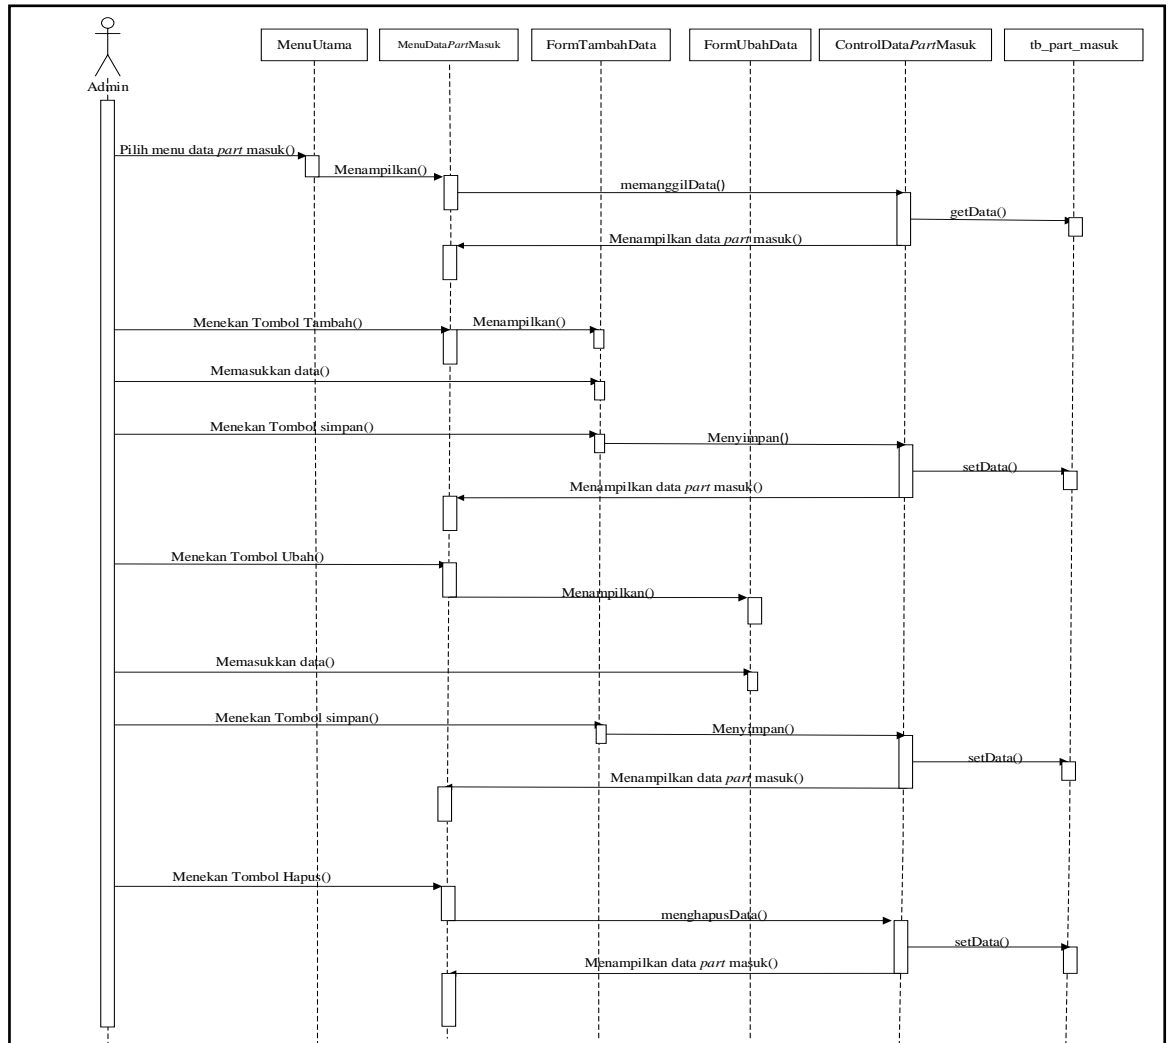 Admin
MenuUtama
MenuDataPartMasuk
FormTambahData
FormUbahData
ControlDataPartMasuk
tb_part_masuk
Pilih menu data part masuk()
Menampilkan()
memanggilData()
getData()
Menampilkan data part masuk()
Menekan Tombol Tambah()
Menampilkan()
Memasukkan data()
Menekan Tombol simpan()
Menyimpan()
setData()
Menampilkan data part masuk()
Menekan Tombol Ubah()
Menampilkan()
Memasukkan data()
Menekan Tombol simpan()
Menyimpan()
setData()
Menampilkan data part masuk()
Menekan Tombol Hapus()
menghapusData()
setData()
Menampilkan data part masuk()